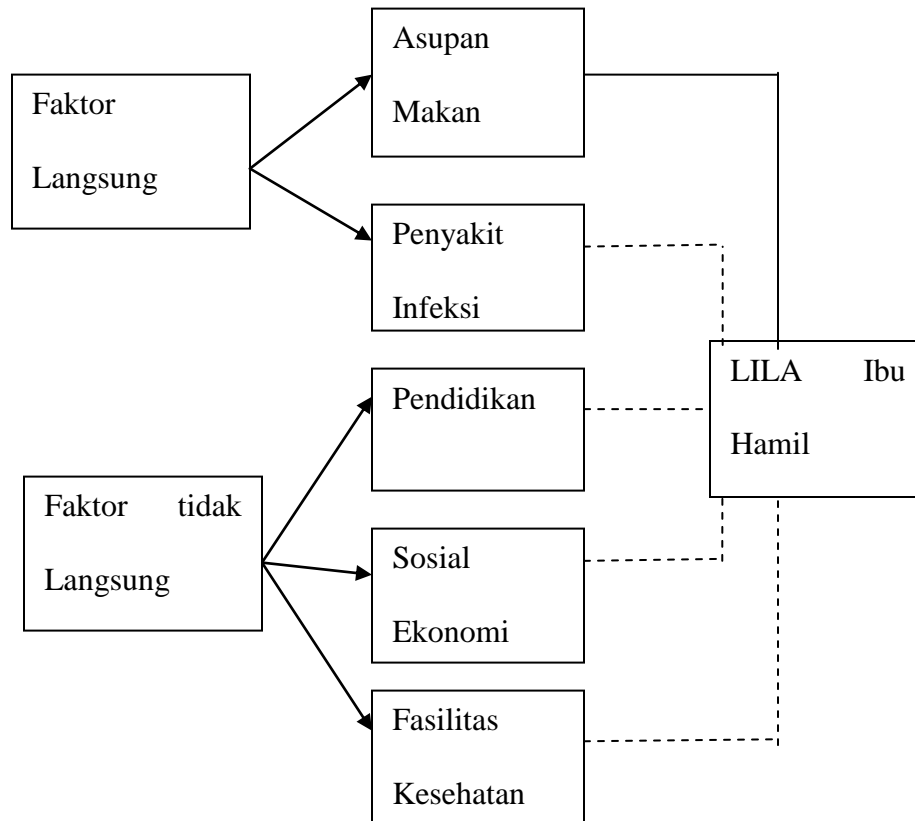 Asupan
Makan
Faktor
Langsung
Penyakit
Infeksi
LILA Ibu
Hamil
Pendidikan
Faktor tidak
Langsung
Sosial
Ekonomi
Fasilitas
Kesehatan